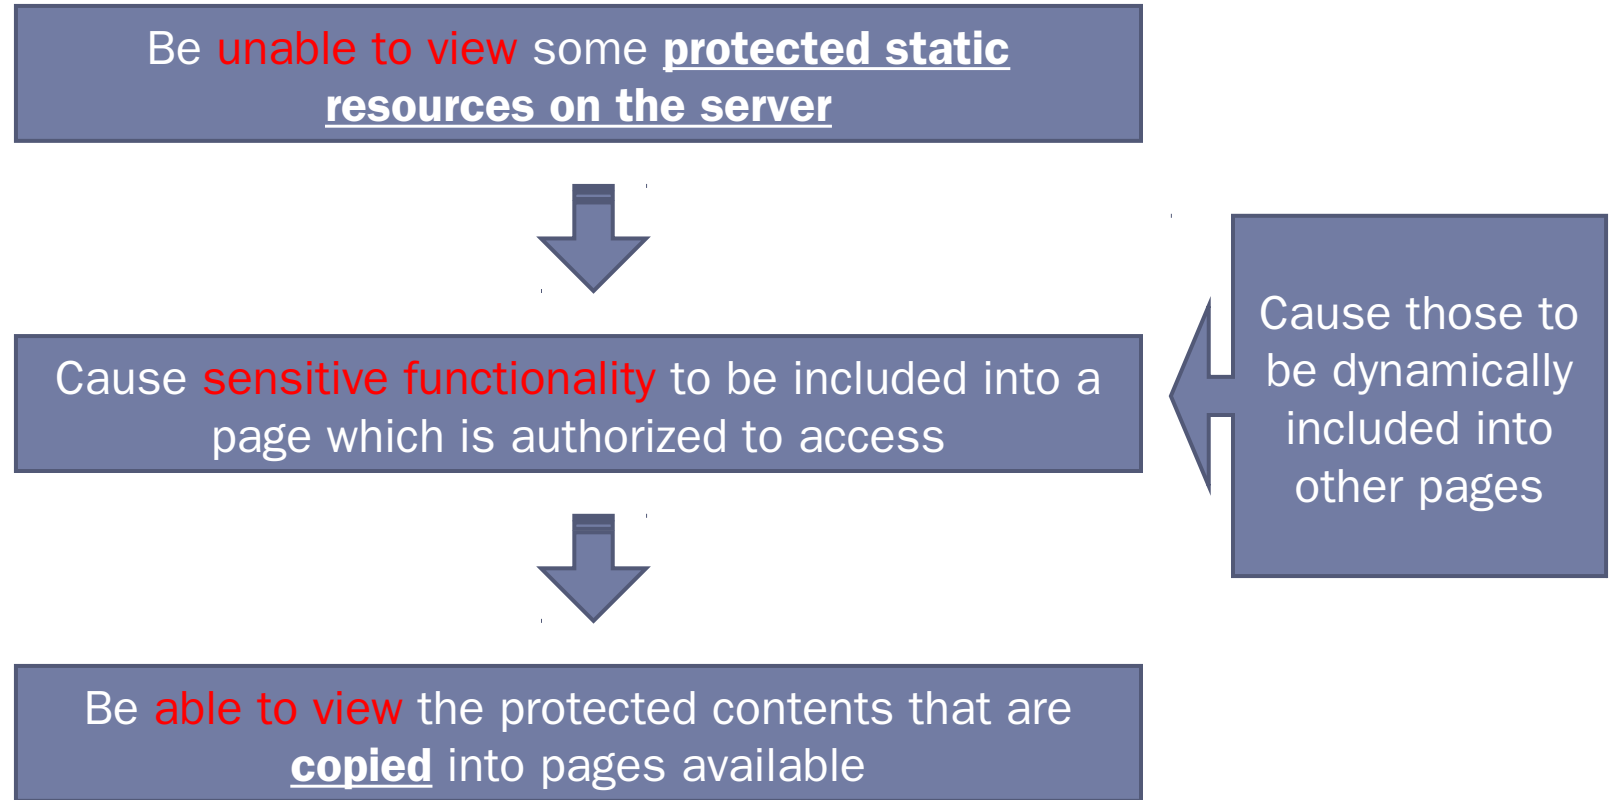 Be unable to view some protected static
resources on the server
Cause sensitive functionality to be included into a
page which is authorized to access
Cause those to
be dynamically
included into
other pages
Be able to view the protected contents that are
copied into pages available